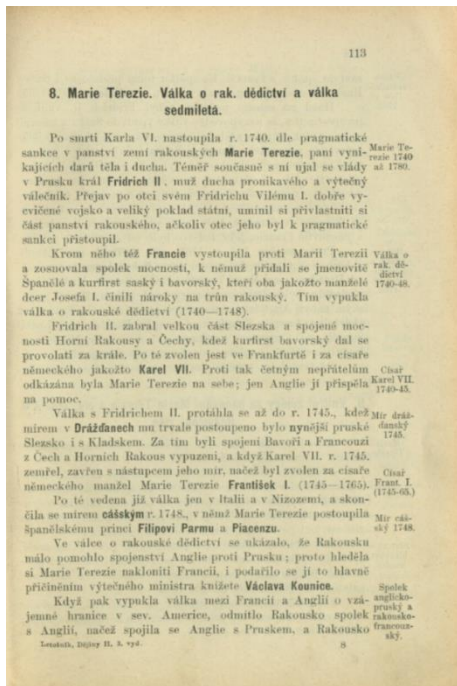 113
8. Marie Terezie. Válka o rak. dědictví a válka
sedmiletá.
Po smrti Karla VI. nastoupila r. 1740. dle pragmatické
sankce v panství zemí rakouských Marie Terezie, paní vyni-
kajících darů těla i ducha. Téměř současně s ní ujal se vlády
v Prusku král Fridrich II., muž ducha pronikavého a výtečný
válečník. Přejav po otci svém Fridrichu Vilému I. dobře vy-
cvičené vojsko a veliký poklad státní, umínil si přivlastniti si
část panství rakouského, ačkoliv otec jeho byl k pragmatické
sankci přistoupil.
Marie Te-
rezie 1740
až 1780.
Krom něho též Francie vystoupila proti Marii Terezii
a zosnovala spolek mocností, k němuž přidali se jmenovitě
Španělé a kurfirst saský i bavorský, kteří oba jakožto manželé
dcer Josefa I. činili nároky na trůn rakouský. Tím vypukla
válka o rakouské dědictví (1740—1748).
Válka o
rak. dě-
dictví
1740-48.
Fridrich II. zabral velkou část Slezska a spojené moc-
nosti Horní Rakousy a Čechy, kdež kurfirst bavorský dal se
provolati za krále. Po té zvolen jest ve Frankfurtě i za císaře
německého jakožto Karel VII. Proti tak četným nepřátelům
odkázána byla Marie Terezie na sebe; jen Anglie jí přispěla
na pomoc.
Císař
Karel VII.
1740-45.
Válka s Fridrichem II. protáhla se až do r. 1745., kdež
mírem v Drážďanech mu trvale postoupeno bylo nynější pruské
Slezsko i s Kladskem. Za tím byli spojení Bavoři a Francouzi
z Čech a Horních Rakous vypuzeni, a když Karel VII. r. 1745.
zemřel, zavřen s nástupcem jeho mír, načež byl zvolen za císaře
německého manžel Marie Terezie František I. (1745—1765).
Mír dráž-
danský
1745.
Císař
Frant. I.
(1745-65.)
Po té vedena již válka jen v Italii a v Nizozemí, a skon-
čila se mírem cášským r. 1748., v němž Marie Terezie postoupila
španělskému princi Filipovi Parmu a Piacenzu.
Mír cáš-
ský 1748.
Ve válce o rakouské dědictví se ukázalo, že Rakousku
málo pomohlo spojenství Anglie proti Prusku; proto hleděla
si Marie Terezie nakloniti Francii, i podařilo se jí to hlavně
přičiněním výtečného ministra knížete Václava Kounice.
Když pak vypukla válka mezi Francií a Anglií o vzá-
jemné hranice v sev. Americe, odmítlo Rakousko spolek
s Anglií, načež spojila se Anglie s Pruskem, a Rakousko
Spolek
anglicko-
pruský a
rakousko-
francouz-
ský.
Letošník, Dějiny II. 3. vyd.
8